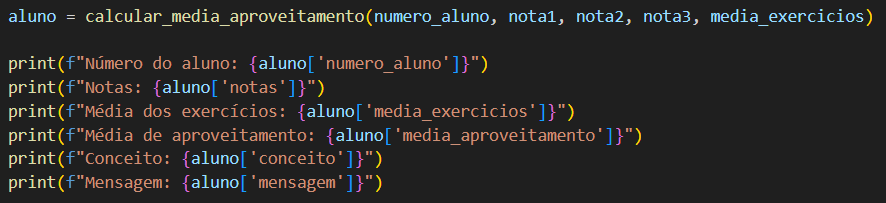 aluno = calcular_media_aproveitamento(numero_aluno, nota1, nota2, nota3, media_exercicios)
print(f"Número do aluno: {aluno['numero_aluno']}")
print(f"Notas: {aluno['notas']}")
print(f"Média dos exercícios: {aluno['media_exercicios']}")
print(f"Média de aproveitamento: {aluno['media_aproveitamento']}")
print(f"Conceito: {aluno['conceito']}")
print(f"Mensagem: {aluno['mensagem']}")